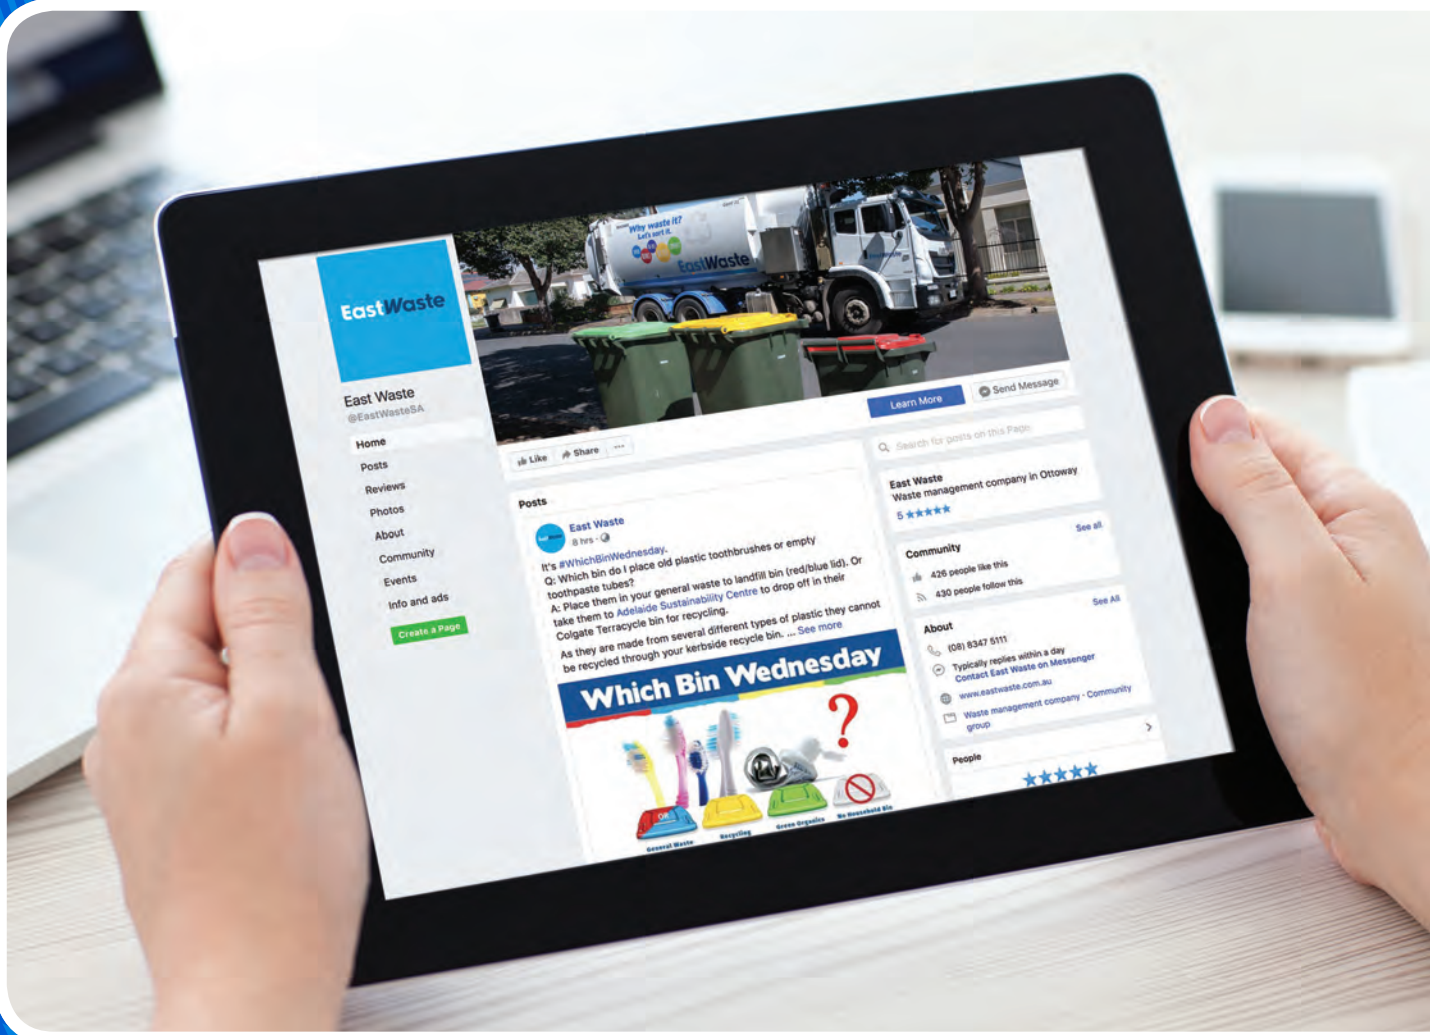 Why waste it?
Let's sort it.
EastWaste
EastWaste
East Waste
@EastWasteSA
Home
Posts
Reviews
Photos
About
Community
Events
Info and ads
Create a Page
Like
Share
Learn More
Send Message
Posts
East Waste
8 hrs
It's #WhichBinWednesday.
Q: Which bin do I place old plastic toothbrushes or empty
toothpaste tubes?
A: Place them in your general waste to landfill bin (red/blue lid). Or
take them to Adelaide Sustainability Centre to drop off in their
Colgate Terracycle bin for recycling.
As they are made from several different types of plastic they cannot
be recycled through your kerbside recycle bin. ... See more
Which Bin Wednesday
?
OR
General Waste
Recycling
Green Organics
No Household Bin
Search for posts on this Page
East Waste
Waste management company in Ottoway
5 ★★★★★
Community
See all
426 people like this
430 people follow this
About
See All
(08) 8347 5111
Typically replies within a day
Contact East Waste on Messenger
www.eastwaste.com.au
Waste management company · Community
group
People